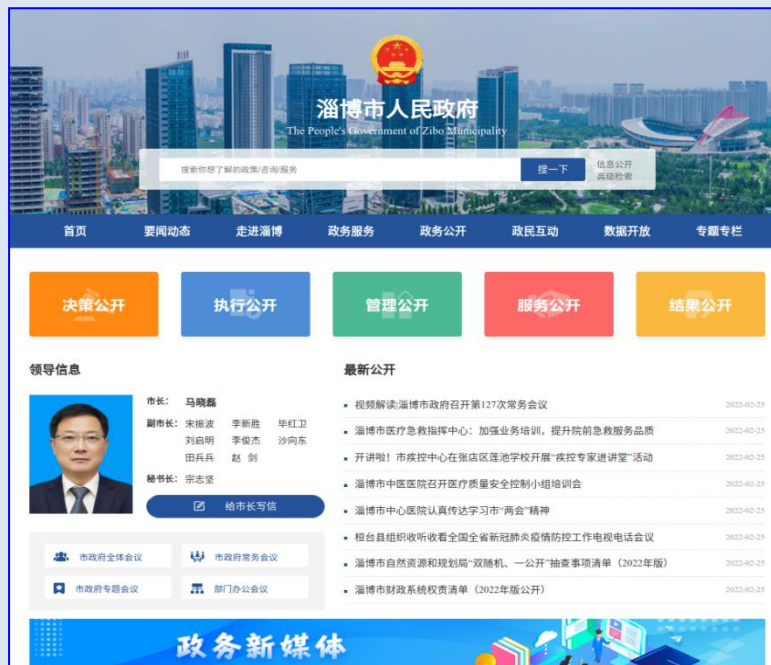 淄博市人民政府
The People's Government of Zibo Municipality
搜索你想了解的政策/咨询/服务
搜一下
信息公开
高级检索
首页 要闻动态 走进淄博 政务服务 政务公开 政民互动 数据开放 专题专栏
决策公开 执行公开 管理公开 服务公开 结果公开
领导信息
市长: 马晓磊
副市长: 宋振波 李新胜 毕红卫
刘启明 李俊杰 沙向东
田兵兵 赵 剑
秘书长: 宗志坚
给市长写信
市政府全体会议 市政府常务会议
市政府专题会议 部门办公会议
最新公开
视频解读|淄博市政府召开第127次常务会议 2022-02-25
淄博市医疗急救指挥中心：加强业务培训，提升院前急救服务品质 2022-02-25
开讲啦！市疾控中心在张店区莲池学校开展“疾控专家进讲堂”活动 2022-02-25
淄博市中医医院召开医疗质量安全控制小组培训会 2022-02-25
淄博市中心医院认真传达学习市“两会”精神 2022-02-25
桓台县组织收听收看全国全省新冠肺炎疫情防控工作电视电话会议 2022-02-25
淄博市自然资源和规划局“双随机、一公开”抽查事项清单（2022年版） 2022-02-25
淄博市财政系统权责清单（2022年版公开） 2022-02-25
政务新媒体